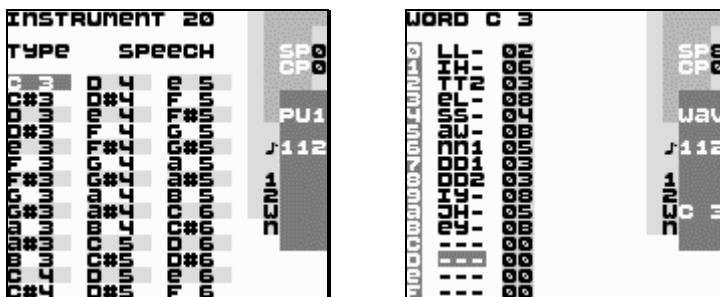 INSTRUMENT 20
TYPE SPEECH
C 3 D 4 E 5
C#3 D#4 F 5
D 3 E 4 F#5
D#3 F 4 G 5
E 3 F#4 G#5
F 3 G 4 A 5
F#3 G#4 A#5
G 3 A 4 B 5
G#3 A#4 C 6
A 3 B 4 C#6
A#3 C 5 D 6
B 3 C#5 D#6
C 4 D 5 E 6
C#4 D#5 F 6
SP0
CP0
PU1
♪112
1
2
W
N
WORD C 3
0 LL- 02
1 IH- 06
2 TT2 03
3 EL- 08
4 SS- 04
5 AW- 0B
6 NN1 05
7 DD1 03
8 DD2 03
9 IY- 08
A JH- 05
B EY- 0B
C --- 00
D --- 00
E --- 00
F --- 00
CP0
WAV
♪112
1
2
W C 3
N